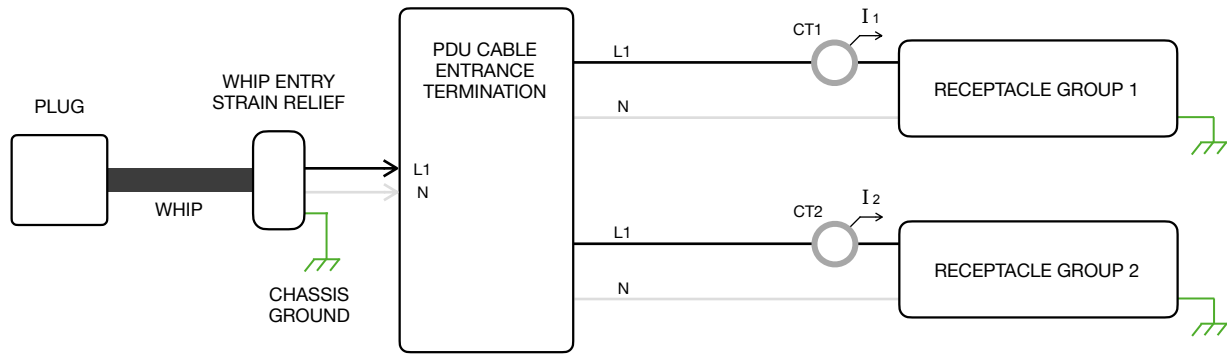 PLUG
WHIP
WHIP ENTRY
STRAIN RELIEF
CHASSIS
GROUND
L1
N
PDU CABLE
ENTRANCE
TERMINATION
L1
CT1
I1
N
RECEPTACLE GROUP 1
L1
CT2
I2
N
RECEPTACLE GROUP 2